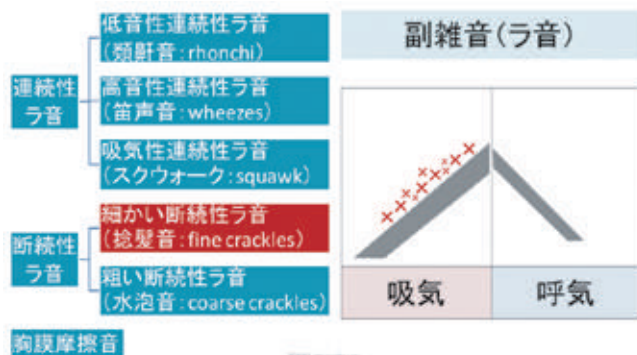 低音性連続性ラ音
(類鼾音:rhonchi)
連続性
ラ音
高音性連続性ラ音
(笛声音:wheezes)
吸気性連続性ラ音
(スクウォーク:squawk)
断続性
ラ音
細かい断続性ラ音
(捻髪音:fine crackles)
粗い断続性ラ音
(水泡音:coarse crackles)
胸膜摩擦音
副雑音(ラ音)
吸気
呼気